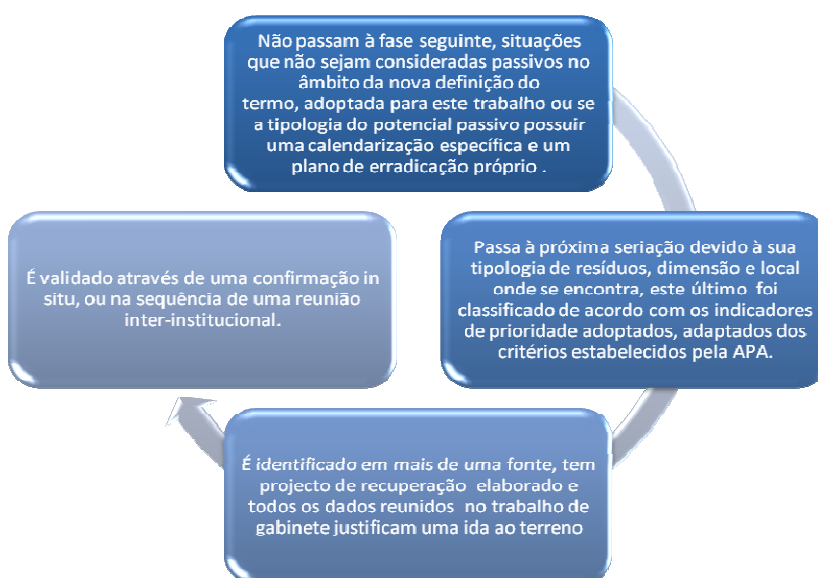 Não passam à fase seguinte, situações
que não sejam consideradas passivos no
âmbito da nova definição do
termo, adoptada para este trabalho ou se
a tipologia do potencial passivo possuir
uma calendarização específica e um
plano de erradicação próprio .
Passa à próxima seriação devido à sua
tipologia de resíduos, dimensão e local
onde se encontra, este último foi
classificado de acordo com os indicadores
de prioridade adoptados, adaptados dos
critérios estabelecidos pela APA.
É identificado em mais de uma fonte, tem
projecto de recuperação elaborado e
todos os dados reunidos no trabalho de
gabinete justificam uma ida ao terreno
É validado através de uma confirmação in
situ, ou na sequência de uma reunião
inter-institucional.